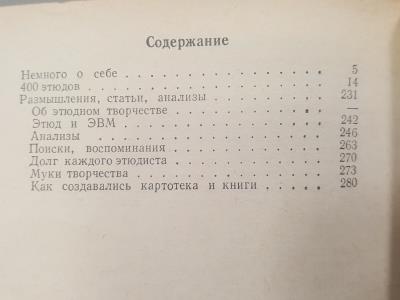 Содержание
Немного о себе . . . . . . . . . . . . . . 5
400 этюдов . . . . . . . . . . . . . . . . 14
Размышления, статьи, анализы . . . . . . . 231
Об этюдном творчестве . . . . . . . . . . —
Этюд и ЭВМ . . . . . . . . . . . . . . . 242
Анализы . . . . . . . . . . . . . . . . 246
Поиски, воспоминания . . . . . . . . . . 263
Долг каждого этюдиста . . . . . . . . . . 270
Муки творчества . . . . . . . . . . . . 273
Как создавались картотека и книги . . . . . 280